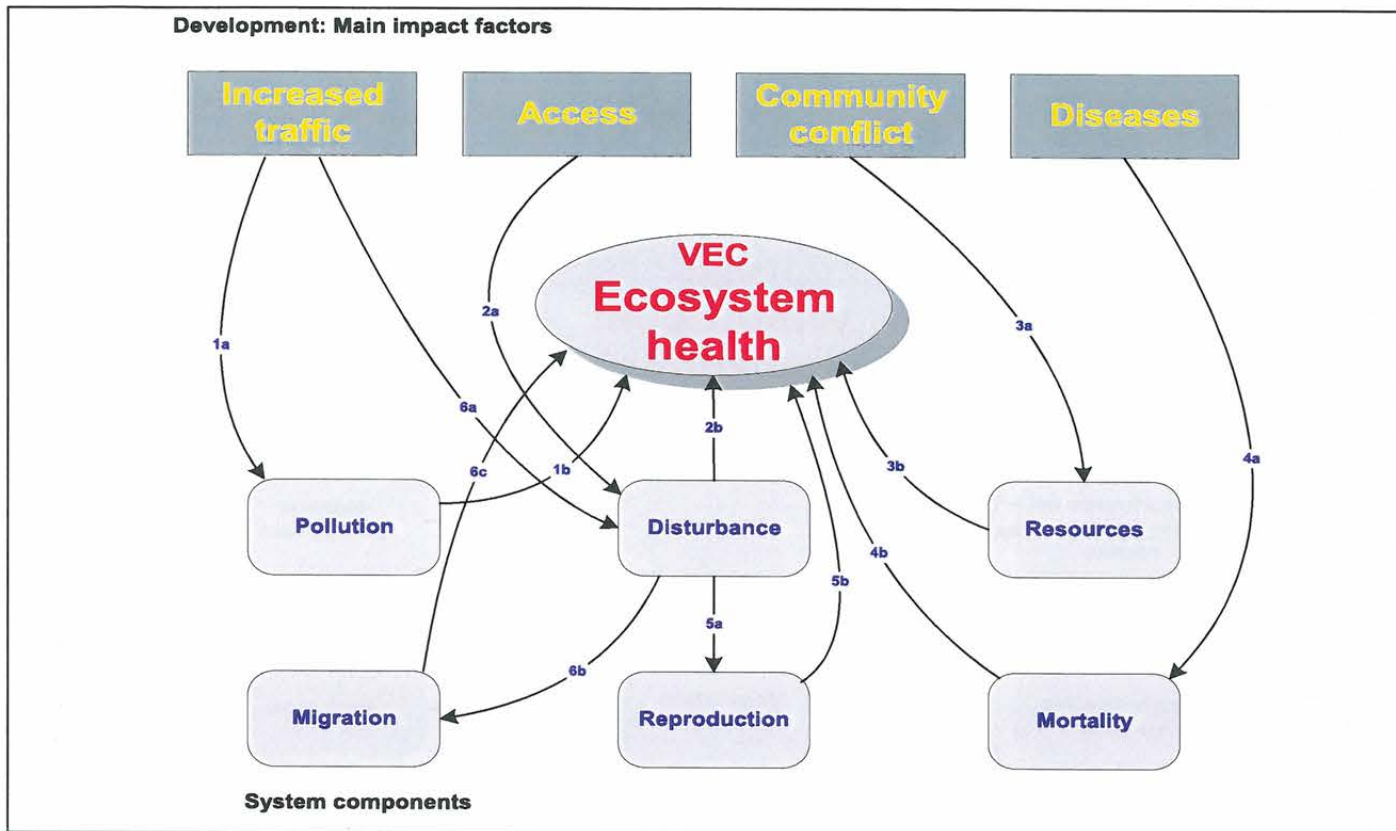 Development: Main impact factors
Increased
traffic
Access
Community
conflict
Diseases
VEC
Ecosystem
health
2a
3a
1a
6a
2b
6c
1b
3b
4a
4b
Pollution
Disturbance
Resources
5b
5a
6b
Migration
Reproduction
Mortality
System components